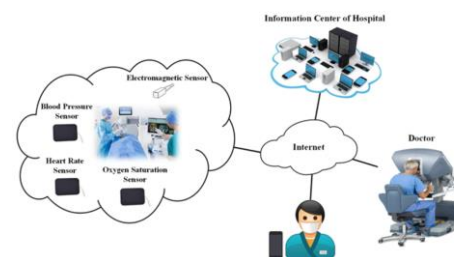 Information Center of Hospital
Electromagnetic Sensor
Blood Pressure
Sensor
Heart Rate
Sensor
Oxygen Saturation
Sensor
Internet
Doctor